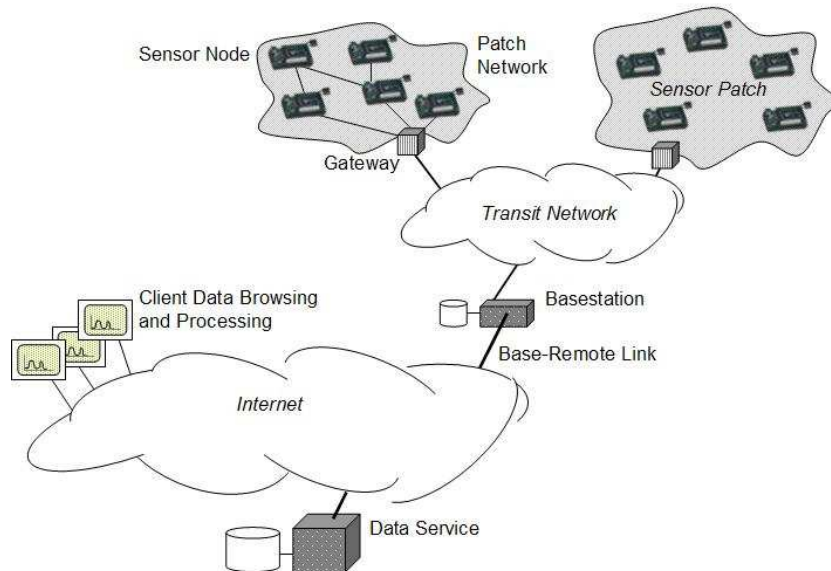 Sensor Node
Patch
Network
Sensor Patch
Gateway
Transit Network
Client Data Browsing
and Processing
Basestation
Base-Remote Link
Internet
Data Service